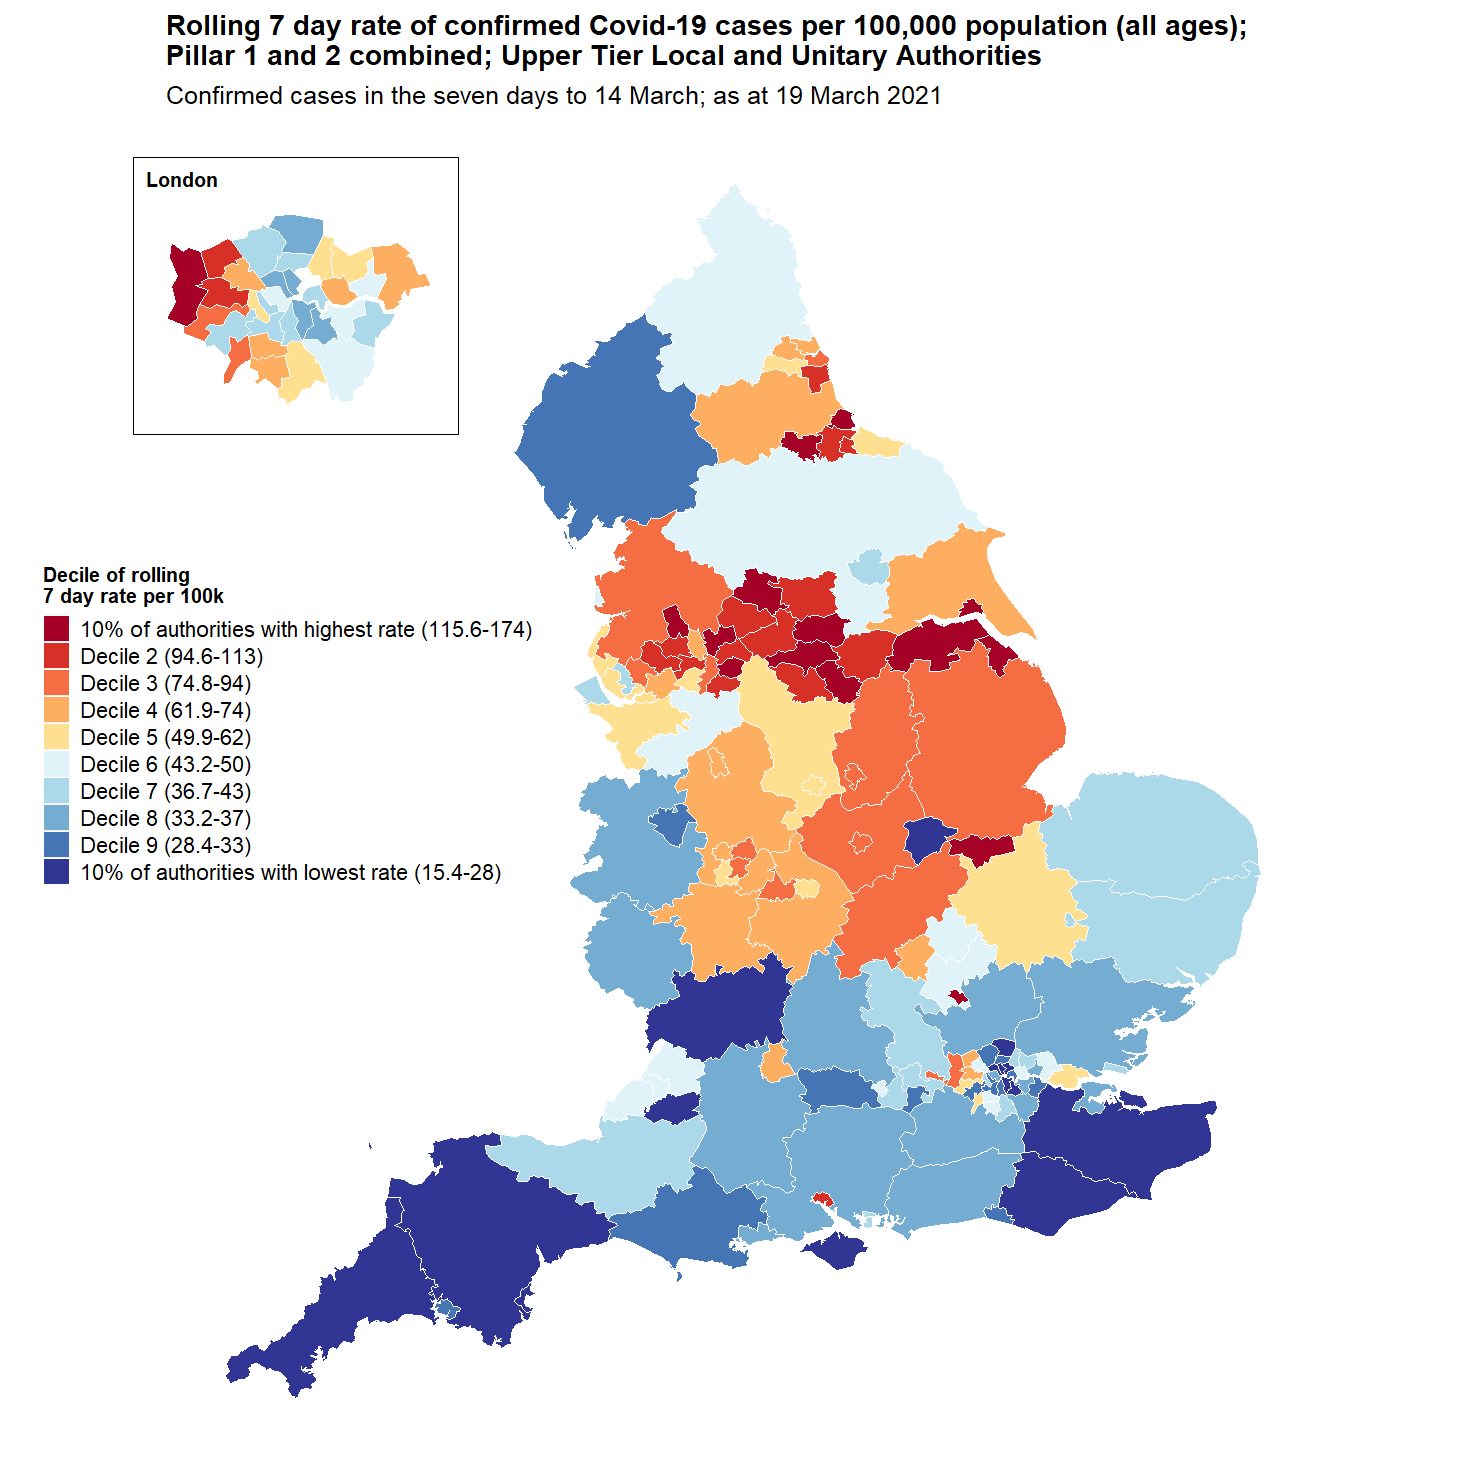 Rolling 7 day rate of confirmed Covid-19 cases per 100,000 population (all ages);
Pillar 1 and 2 combined; Upper Tier Local and Unitary Authorities
Confirmed cases in the seven days to 14 March; as at 19 March 2021
London
Decile of rolling
7 day rate per 100k
10% of authorities with highest rate (115.6-174)
Decile 2 (94.6-113)
Decile 3 (74.8-94)
Decile 4 (61.9-74)
Decile 5 (49.9-62)
Decile 6 (43.2-50)
Decile 7 (36.7-43)
Decile 8 (33.2-37)
Decile 9 (28.4-33)
10% of authorities with lowest rate (15.4-28)